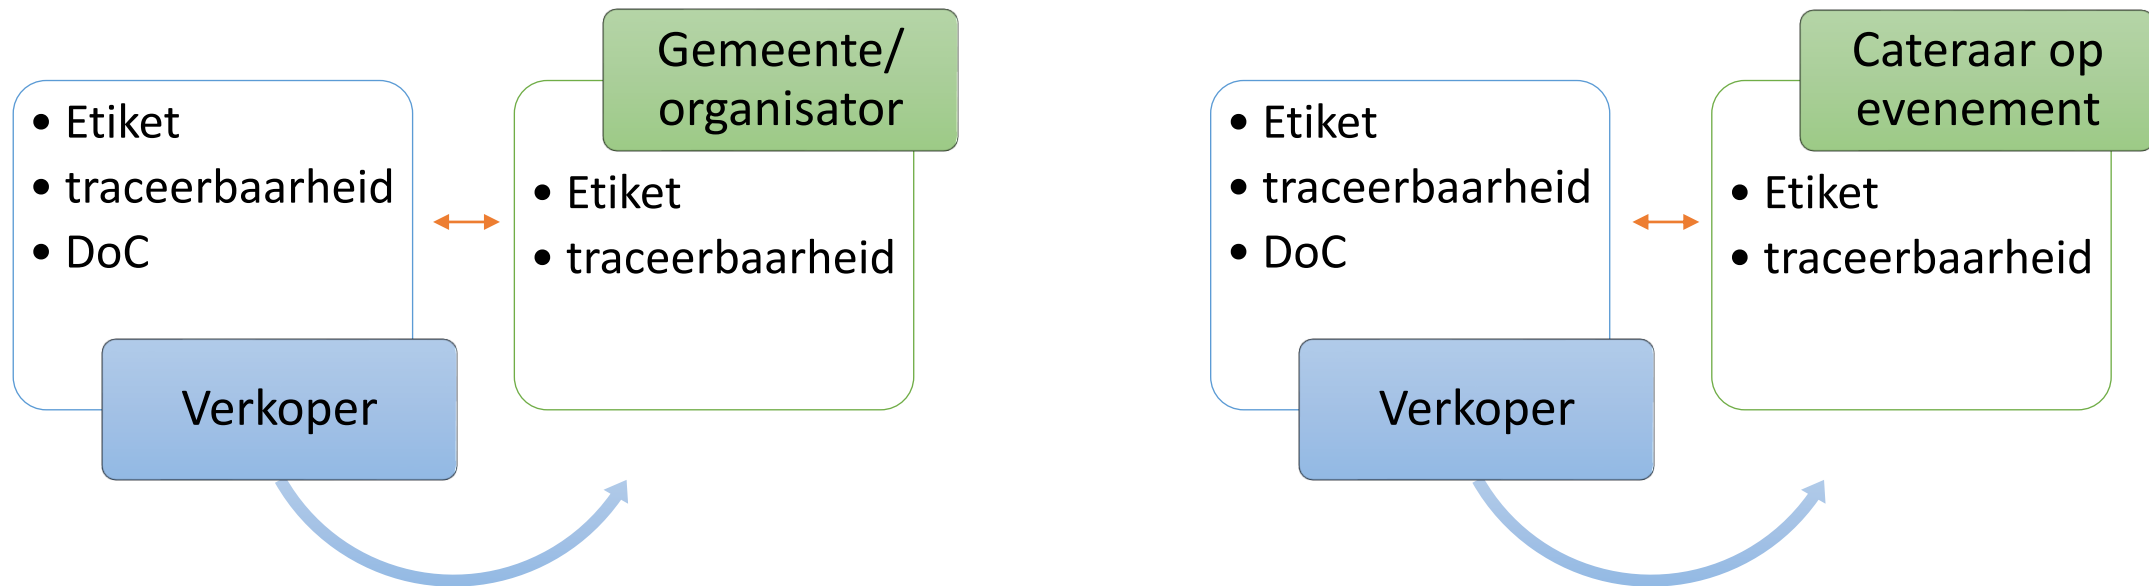 • Etiket
• traceerbaarheid
• DoC
Verkoper
Gemeente/
organisator
• Etiket
• traceerbaarheid
• Etiket
• traceerbaarheid
• DoC
Verkoper
Cateraar op
evenement
• Etiket
• traceerbaarheid